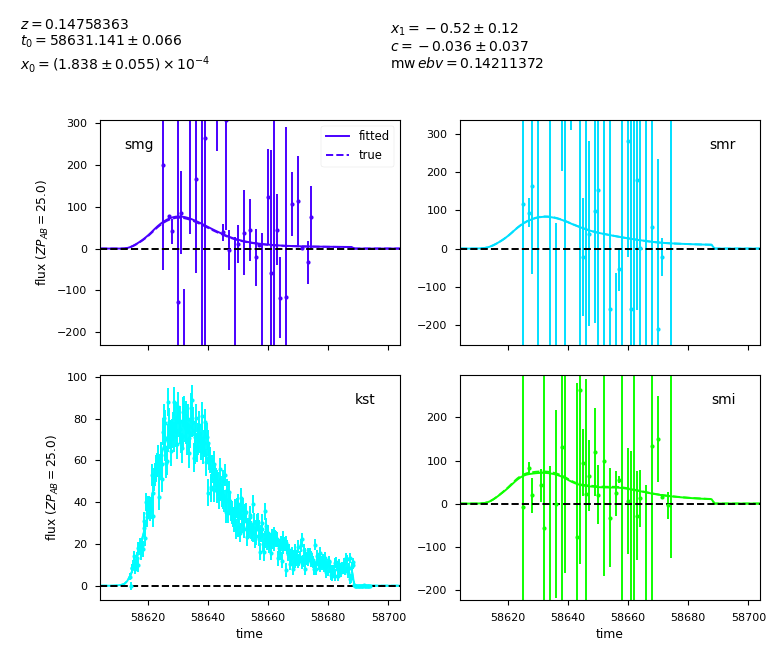 z = 0.14758363
t₀ = 58631.141 ± 0.066
x₀ = (1.838 ± 0.055) × 10⁻⁴
x₁ = −0.52 ± 0.12
c = −0.036 ± 0.037
mw ebv = 0.14211372
300
200
100
0
−100
−200
flux (ZP_AB = 25.0)
smg
fitted
true
300
200
100
0
−100
−200
smr
100
80
60
40
20
0
flux (ZP_AB = 25.0)
kst
58620 58640 58660 58680 58700
time
200
100
0
−100
−200
smi
58620 58640 58660 58680 58700
time